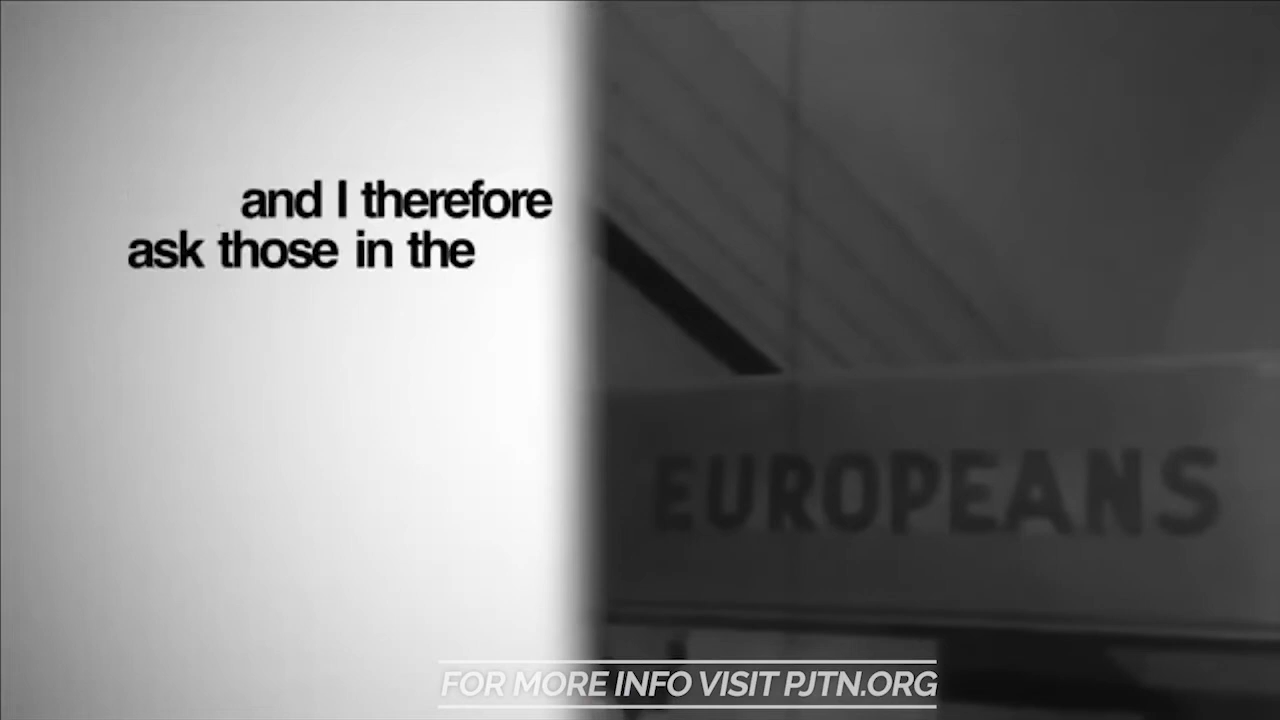 and I therefore
ask those in the
EUROPEANS
FOR MORE INFO VISIT PJTN.ORG